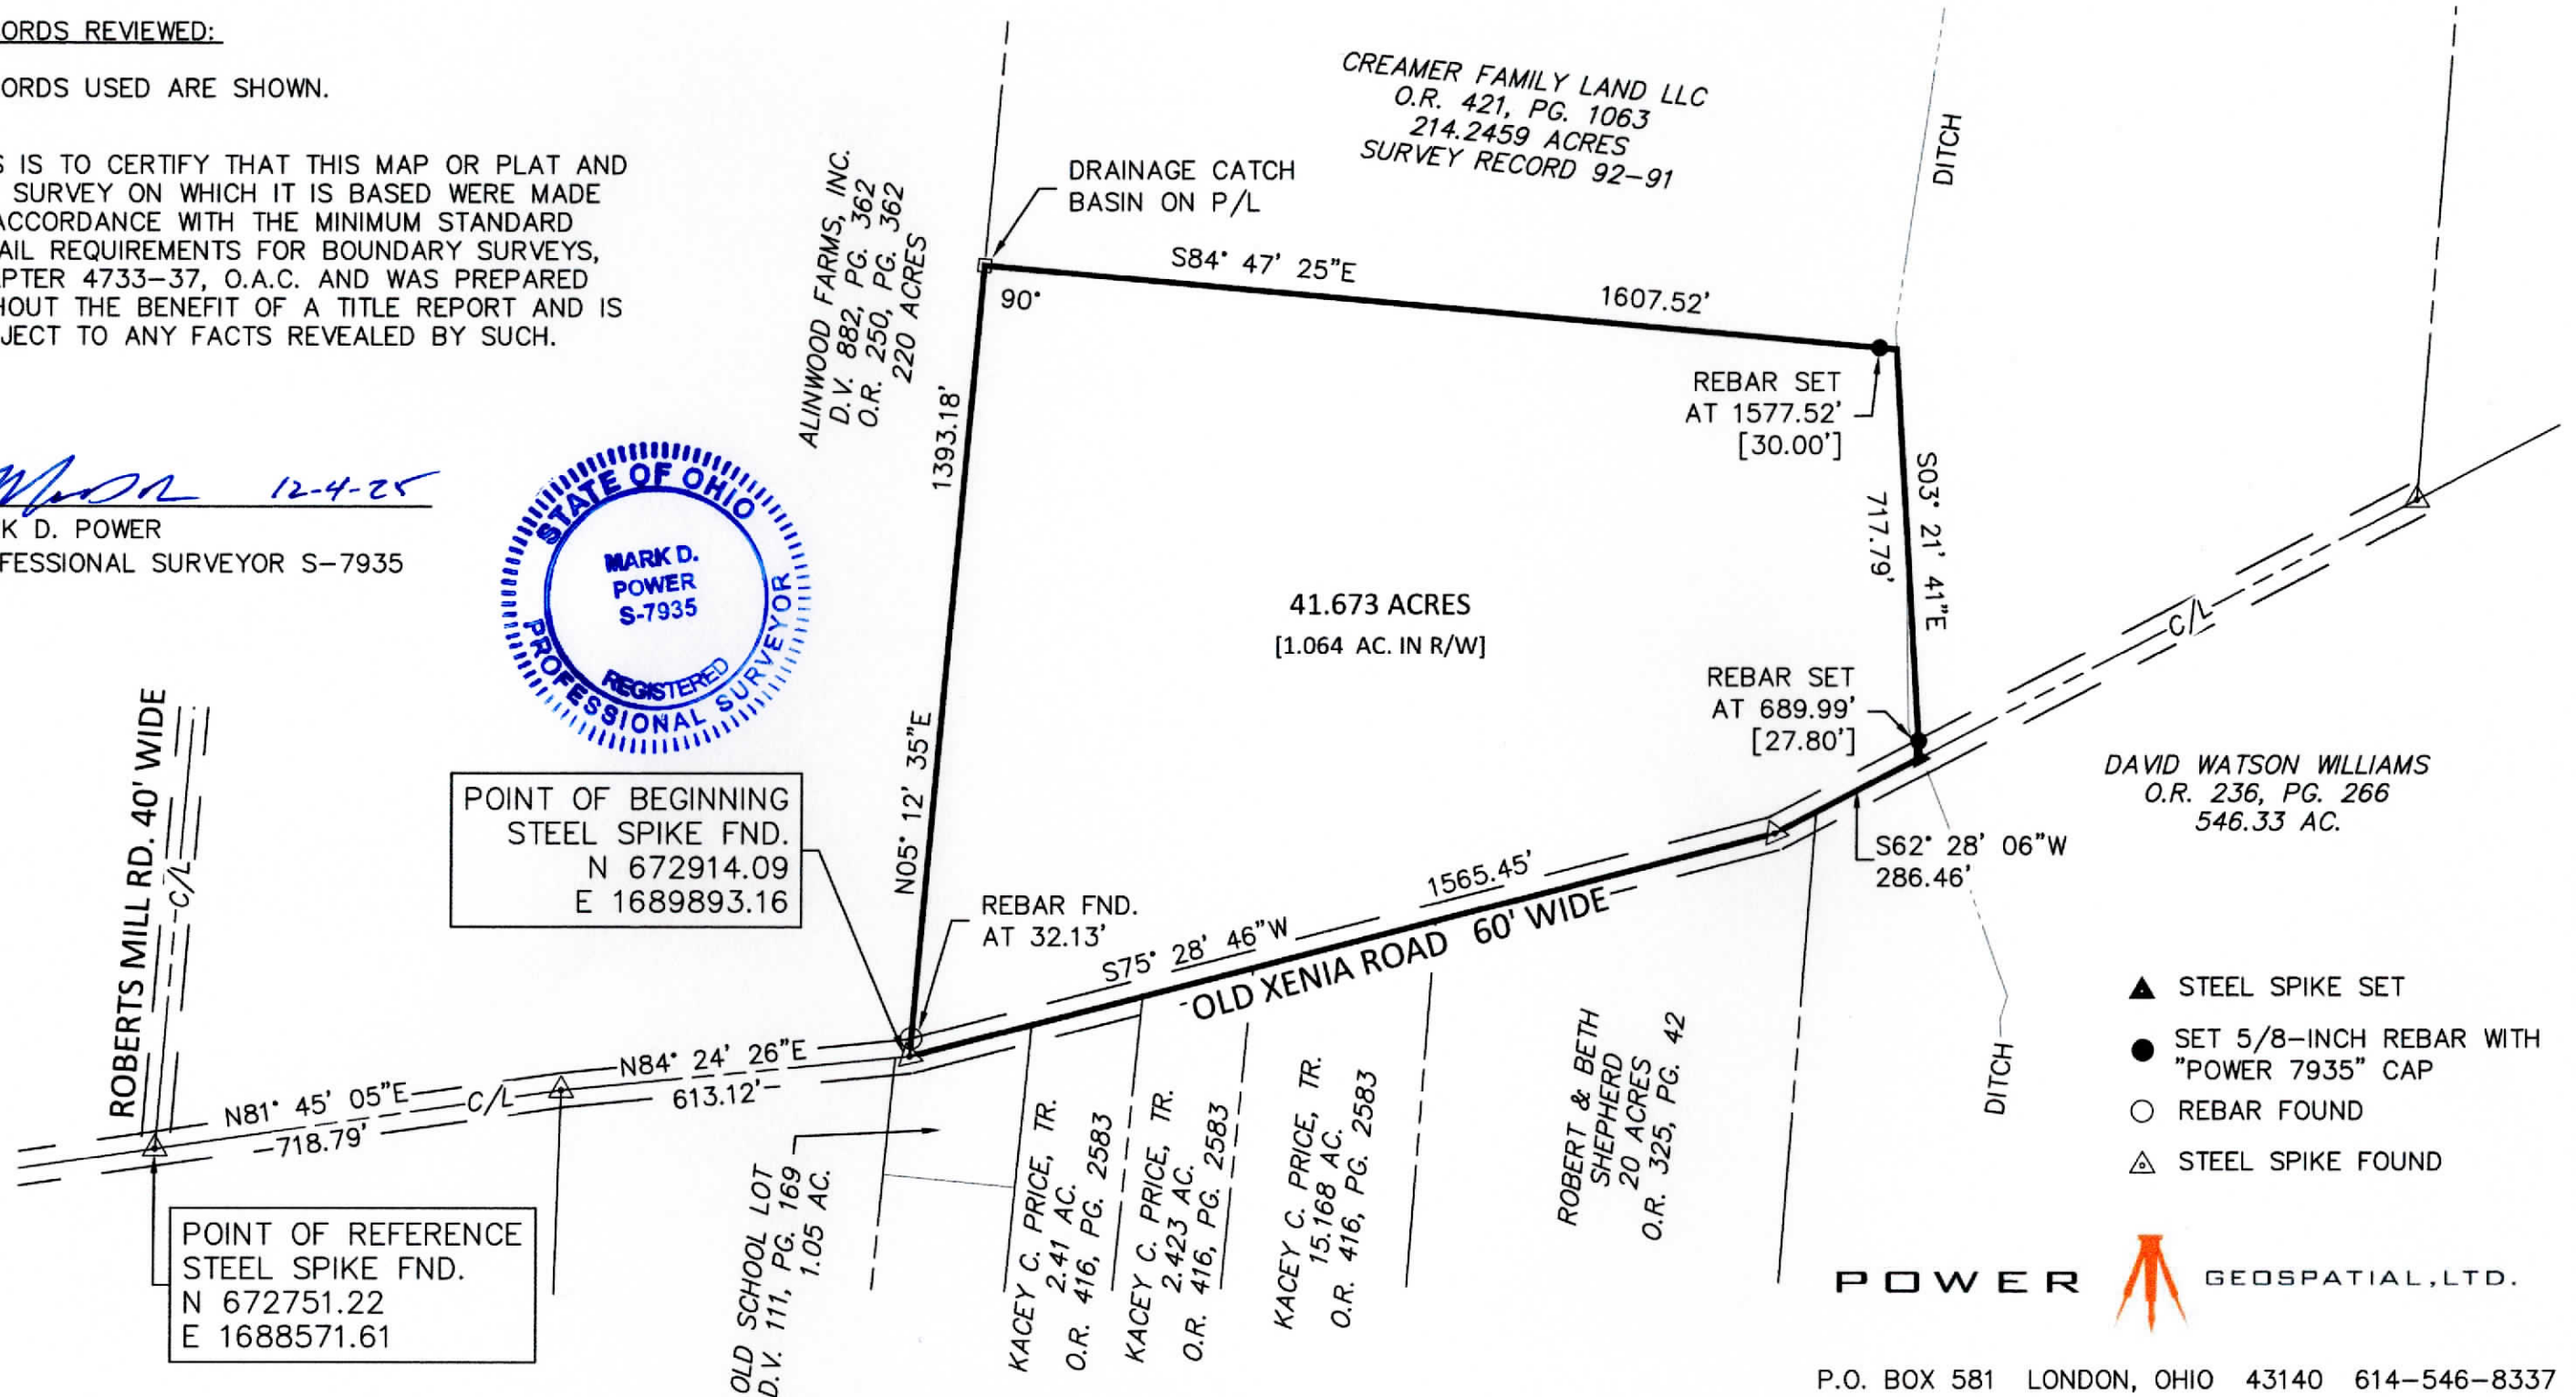 ORDS REVIEWED:
ORDS USED ARE SHOWN.
S IS TO CERTIFY THAT THIS MAP OR PLAT AND
SURVEY ON WHICH IT IS BASED WERE MADE
ACCORDANCE WITH THE MINIMUM STANDARD
AIL REQUIREMENTS FOR BOUNDARY SURVEYS,
APTER 4733-37, O.A.C. AND WAS PREPARED
HOUT THE BENEFIT OF A TITLE REPORT AND IS
JECT TO ANY FACTS REVEALED BY SUCH.
12-4-25
K D. POWER
FESSIONAL SURVEYOR S-7935
STATE OF OHIO
MARK D.
POWER
S-7935
REGISTERED
PROFESSIONAL SURVEYOR
CREAMER FAMILY LAND LLC
O.R. 421, PG. 1063
214.2459 ACRES
SURVEY RECORD 92-91
DITCH
ALINWOOD FARMS, INC.
D.V. 882, PG. 362
O.R. 250, PG. 362
220 ACRES
DRAINAGE CATCH
BASIN ON P/L
90°
S84° 47' 25"E
1607.52'
REBAR SET
AT 1577.52'
[30.00']
S03° 21' 41"E
717.79'
1393.18'
N05° 12' 35"E
41.673 ACRES
[1.064 AC. IN R/W]
REBAR SET
AT 689.99'
[27.80']
C/L
DAVID WATSON WILLIAMS
O.R. 236, PG. 266
546.33 AC.
S62° 28' 06"W
286.46'
POINT OF BEGINNING
STEEL SPIKE FND.
N 672914.09
E 1689893.16
REBAR FND.
AT 32.13'
S75° 28' 46"W
1565.45'
OLD XENIA ROAD 60' WIDE
ROBERTS MILL RD. 40' WIDE
C/L
N81° 45' 05"E
718.79'
C/L
N84° 24' 26"E
613.12'
POINT OF REFERENCE
STEEL SPIKE FND.
N 672751.22
E 1688571.61
OLD SCHOOL LOT
D.V. 111, PG. 169
1.05 AC.
KACEY C. PRICE, TR.
2.41 AC.
O.R. 416, PG. 2583
KACEY C. PRICE, TR.
2.423 AC.
O.R. 416, PG. 2583
KACEY C. PRICE, TR.
15.168 AC.
O.R. 416, PG. 2583
ROBERT & BETH
SHEPHERD
20 ACRES
O.R. 325, PG. 42
DITCH
STEEL SPIKE SET
SET 5/8-INCH REBAR WITH
"POWER 7935" CAP
REBAR FOUND
STEEL SPIKE FOUND
POWER GEOSPATIAL, LTD.
P.O. BOX 581 LONDON, OHIO 43140 614-546-8337